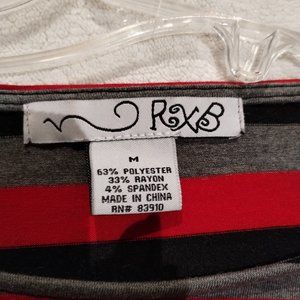 RXB
M
63% POLYESTER
33% RAYON
4% SPANDEX
MADE IN CHINA
RN# 83910